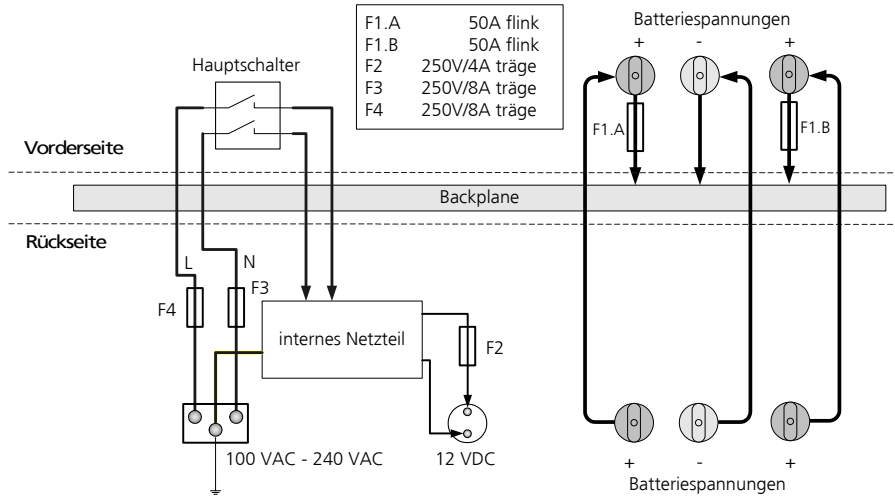 F1.A 50A flink
F1.B 50A flink
F2 250V/4A träge
F3 250V/8A träge
F4 250V/8A träge
Batteriespannungen
+ - +
Hauptschalter
F1.A
F1.B
Vorderseite
Backplane
Rückseite
L N
F4
F3
internes Netzteil
F2
100 VAC - 240 VAC
12 VDC
+ - +
Batteriespannungen